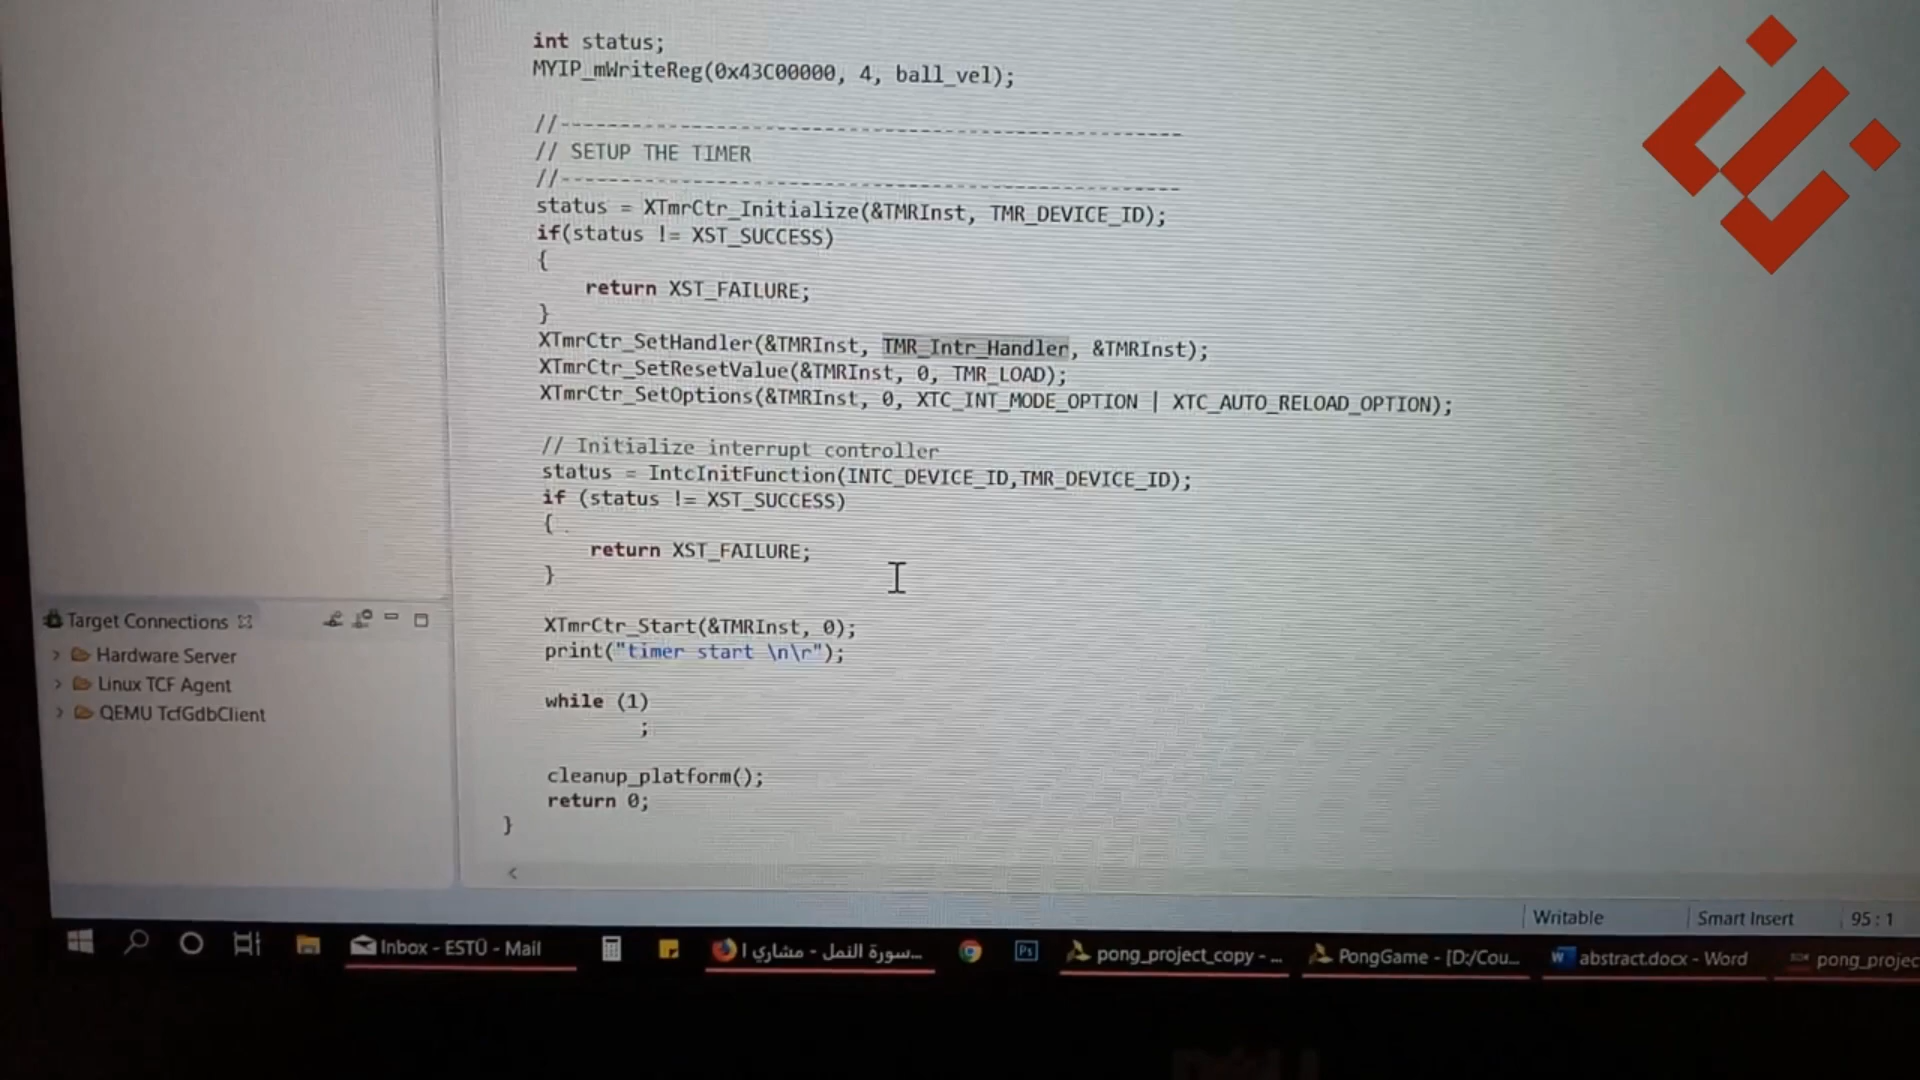 int status;
MYIP_mWriteReg(0x43C00000, 4, ball_vel);
//----------------------------------------------------
// SETUP THE TIMER
//----------------------------------------------------
status = XTmrCtr_Initialize(&TMRInst, TMR_DEVICE_ID);
if(status != XST_SUCCESS)
{
return XST_FAILURE;
}
XTmrCtr_SetHandler(&TMRInst, TMR_Intr_Handler, &TMRInst);
XTmrCtr_SetResetValue(&TMRInst, 0, TMR_LOAD);
XTmrCtr_SetOptions(&TMRInst, 0, XTC_INT_MODE_OPTION | XTC_AUTO_RELOAD_OPTION);
// Initialize interrupt controller
status = IntcInitFunction(INTC_DEVICE_ID,TMR_DEVICE_ID);
if (status != XST_SUCCESS)
{
return XST_FAILURE;
}
XTmrCtr_Start(&TMRInst, 0);
print("timer start \n\r");
while (1)
;
cleanup_platform();
return 0;
}
Target Connections
Hardware Server
Linux TCF Agent
QEMU TcfGdbClient
Writable
Smart Insert
95 : 1
Inbox - ESTÜ - Mail
سورة النمل - مشاري ا...
pong_project_copy - ...
PongGame - [D:/Cou...
abstract.docx - Word
pong_projec